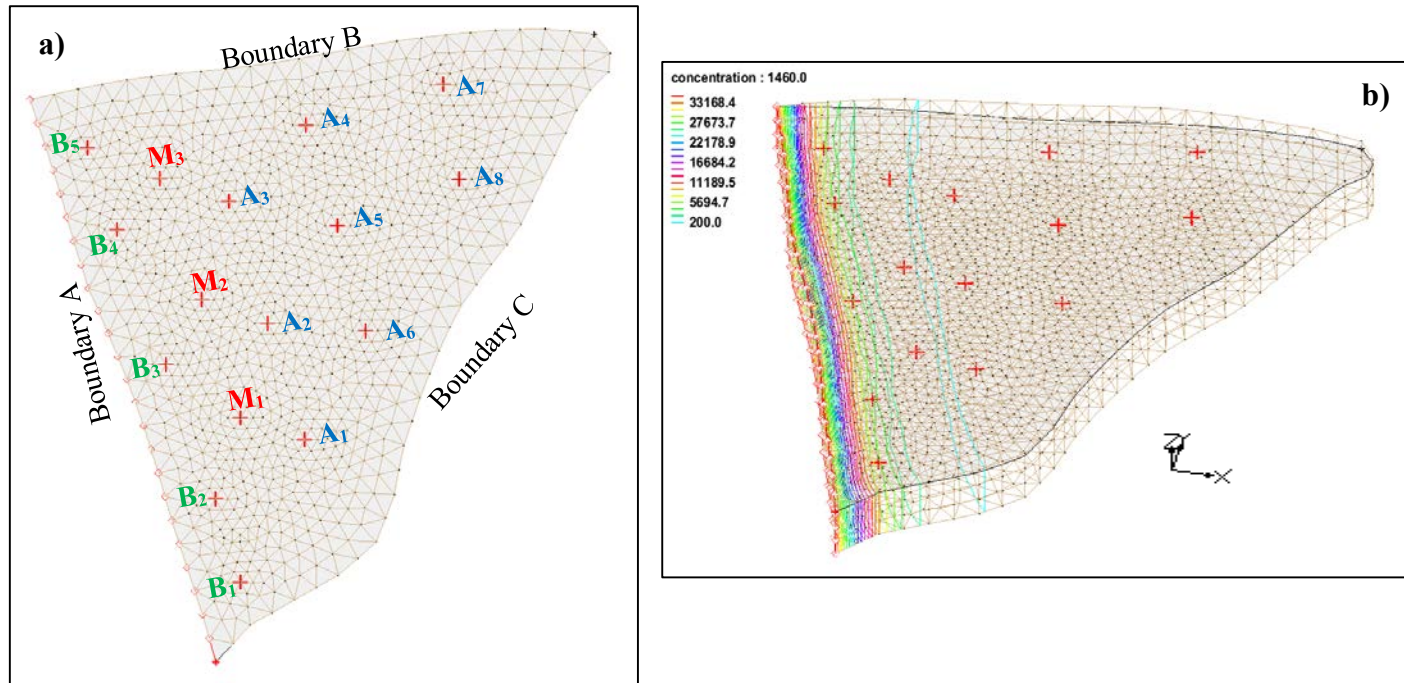 a)
Boundary B
A₇
A₄
B₅
M₃
A₈
A₃
A₅
B₄
M₂
Boundary A
A₂
A₆
Boundary C
B₃
M₁
A₁
B₂
B₁
b)
concentration : 1460.0
33168.4
27673.7
22178.9
16684.2
11189.5
5694.7
200.0
X